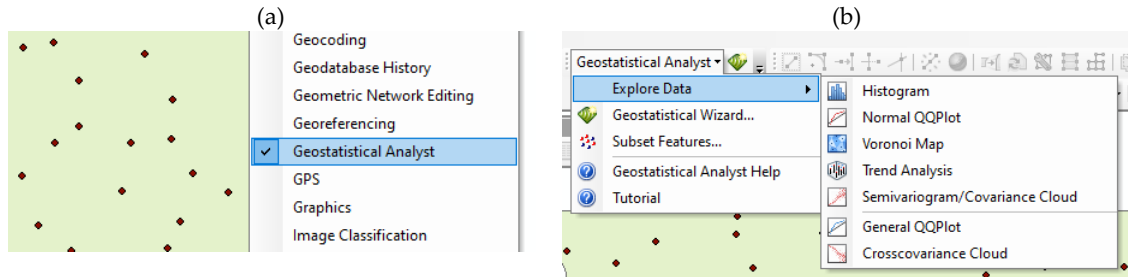 (a)
Geocoding
Geodatabase History
Geometric Network Editing
Georeferencing
Geostatistical Analyst
GPS
Graphics
Image Classification
(b)
Geostatistical Analyst
Explore Data
Geostatistical Wizard...
Subset Features...
Geostatistical Analyst Help
Tutorial
Histogram
Normal QQPlot
Voronoi Map
Trend Analysis
Semivariogram/Covariance Cloud
General QQPlot
Crosscovariance Cloud